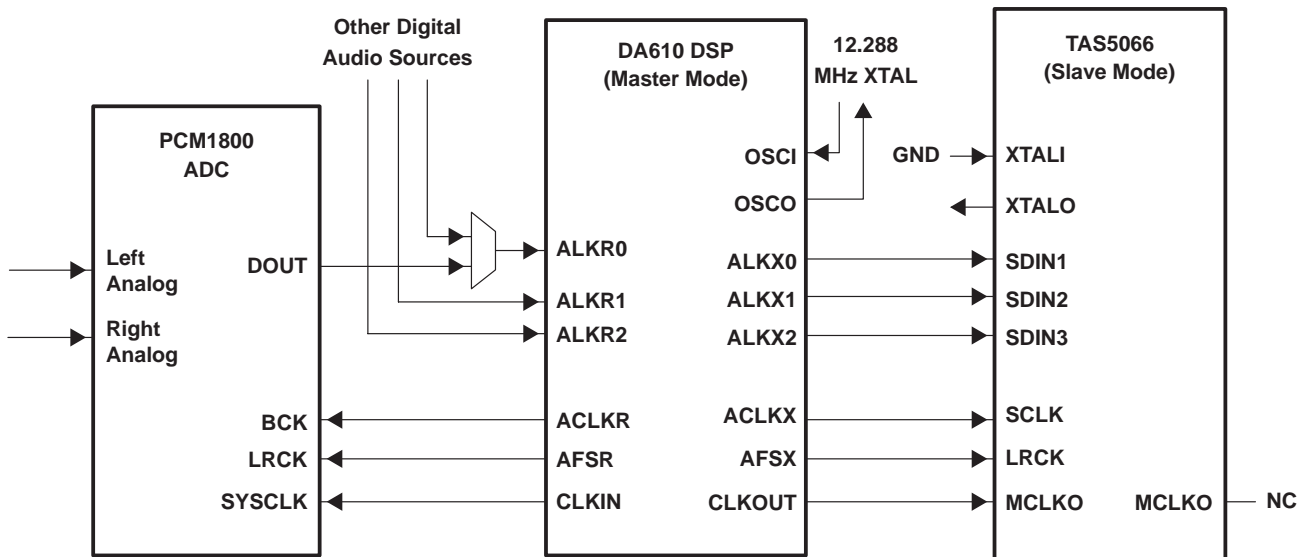 Other Digital
Audio Sources
PCM1800
ADC
Left
Analog
Right
Analog
DOUT
BCK
LRCK
SYSCLK
DA610 DSP
(Master Mode)
ALKR0
ALKR1
ALKR2
ACLKR
AFSR
CLKIN
OSCI
OSCO
ALKX0
ALKX1
ALKX2
ACLKX
AFSX
CLKOUT
12.288
MHz XTAL
GND
TAS5066
(Slave Mode)
XTALI
XTALO
SDIN1
SDIN2
SDIN3
SCLK
LRCK
MCLKO
MCLKO
NC